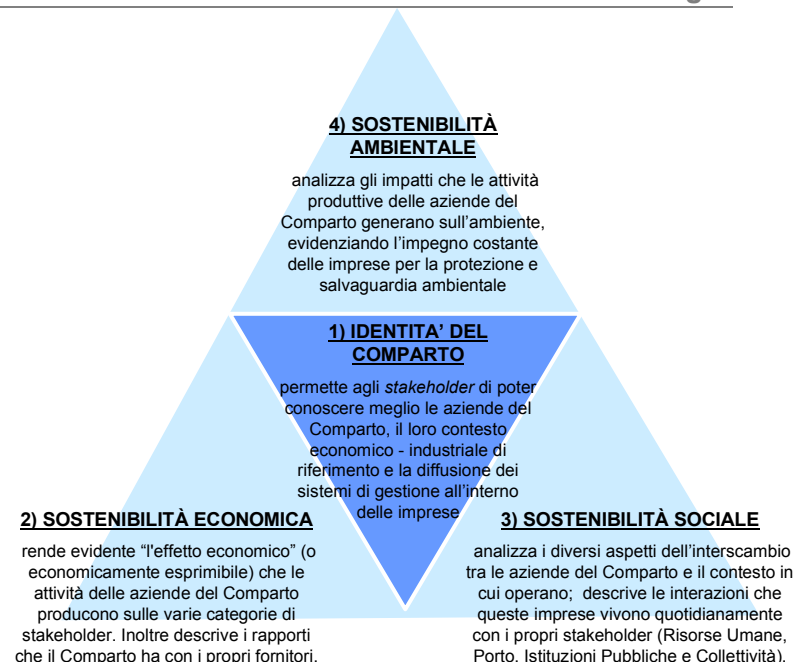 4) SOSTENIBILITÀ
AMBIENTALE
analizza gli impatti che le attività
produttive delle aziende del
Comparto generano sull’ambiente,
evidenziando l’impegno costante
delle imprese per la protezione e
salvaguardia ambientale
1) IDENTITA’ DEL
COMPARTO
permette agli stakeholder di poter
conoscere meglio le aziende del
Comparto, il loro contesto
economico - industriale di
riferimento e la diffusione dei
sistemi di gestione all’interno
delle imprese
2) SOSTENIBILITÀ ECONOMICA
rende evidente “l'effetto economico” (o
economicamente esprimibile) che le
attività delle aziende del Comparto
producono sulle varie categorie di
stakeholder. Inoltre descrive i rapporti
che il Comparto ha con i propri fornitori.
3) SOSTENIBILITÀ SOCIALE
analizza i diversi aspetti dell’interscambio
tra le aziende del Comparto e il contesto in
cui operano; descrive le interazioni che
queste imprese vivono quotidianamente
con i propri stakeholder (Risorse Umane,
Porto, Istituzioni Pubbliche e Collettività).